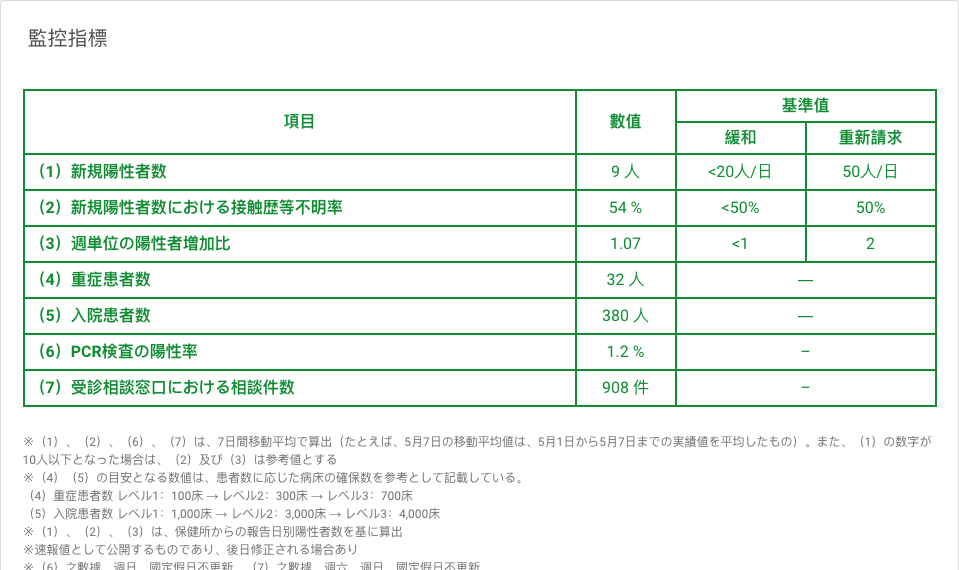 監控指標
項目 數值 基準值
緩和 重新請求
（1）新規陽性者数 9 人 <20人/日 50人/日
（2）新規陽性者数における接触歴等不明率 54 % <50% 50%
（3）週単位の陽性者増加比 1.07 <1 2
（4）重症患者数 32 人 —
（5）入院患者数 380 人 —
（6）PCR検査の陽性率 1.2 % –
（7）受診相談窓口における相談件数 908 件 –
※（1）、（2）、（6）、（7）は、7日間移動平均で算出（たとえば、5月7日の移動平均値は、5月1日から5月7日までの実績値を平均したもの）。また、（1）の数字が
10人以下となった場合は、（2）及び（3）は参考値とする
※（4）（5）の目安となる数値は、患者数に応じた病床の確保数を参考として記載している。
（4）重症患者数 レベル1：100床 → レベル2：300床 → レベル3：700床
（5）入院患者数 レベル1：1,000床 → レベル2：3,000床 → レベル3：4,000床
※（1）、（2）、（3）は、保健所からの報告日別陽性者数を基に算出
※速報値として公開するものであり、後日修正される場合あり
※（6）之數據，週日、國定假日不更新。（7）之數據，週六、週日、國定假日不更新